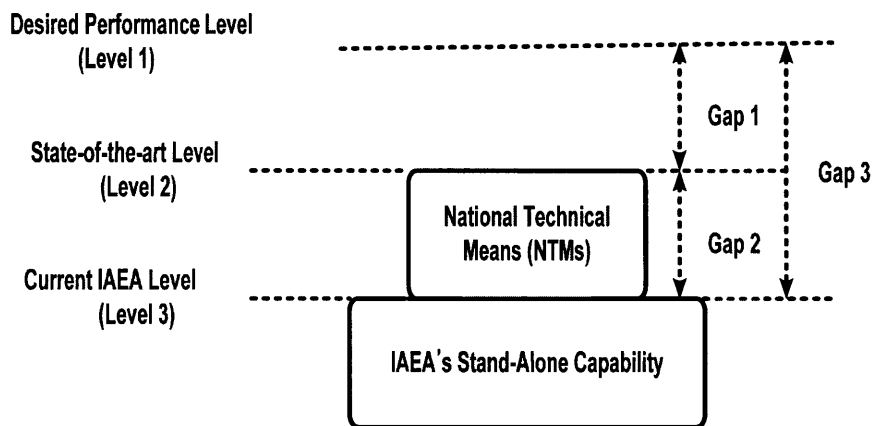 Desired Performance Level
(Level 1)
Gap 1
State-of-the-art Level
(Level 2)
Gap 3
National Technical
Means (NTMs)
Gap 2
Current IAEA Level
(Level 3)
IAEA's Stand-Alone Capability